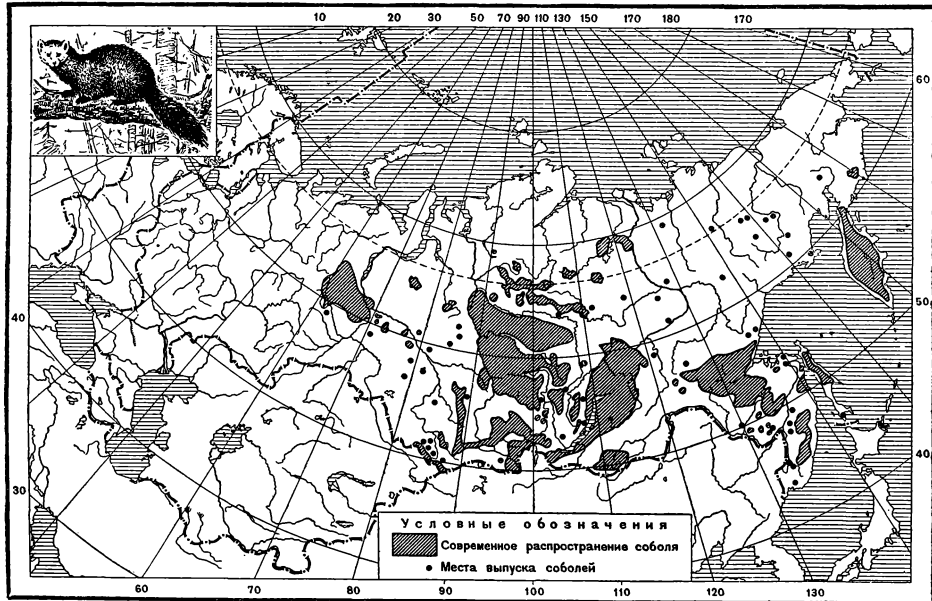 10 20 30 50 70 90 110 130 150 170 180 170
60
40
50
30
40
Условные обозначения
Современное распространение соболя
Места выпуска соболей
60 70 80 90 100 110 120 130